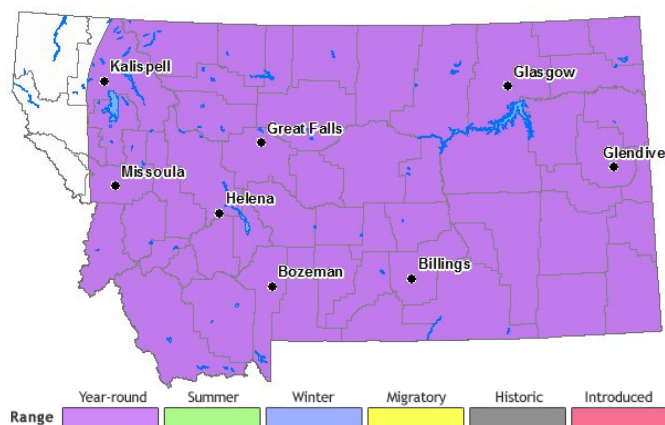 Kalispell
Glasgow
Great Falls
Glendive
Missoula
Helena
Bozeman
Billings
Year-round Summer Winter Migratory Historic Introduced
Range